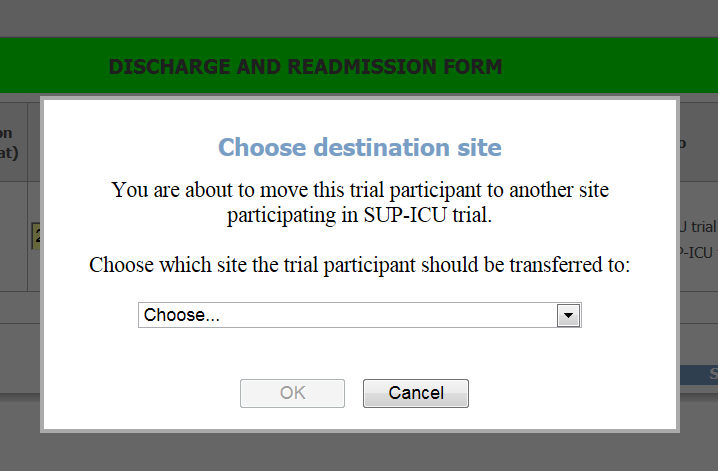 DISCHARGE AND READMISSION FORM
on
at)
Choose destination site
You are about to move this trial participant to another site
participating in SUP-ICU trial.
Choose which site the trial participant should be transferred to:
Choose...
OK
Cancel
2
U trial
P-ICU
S